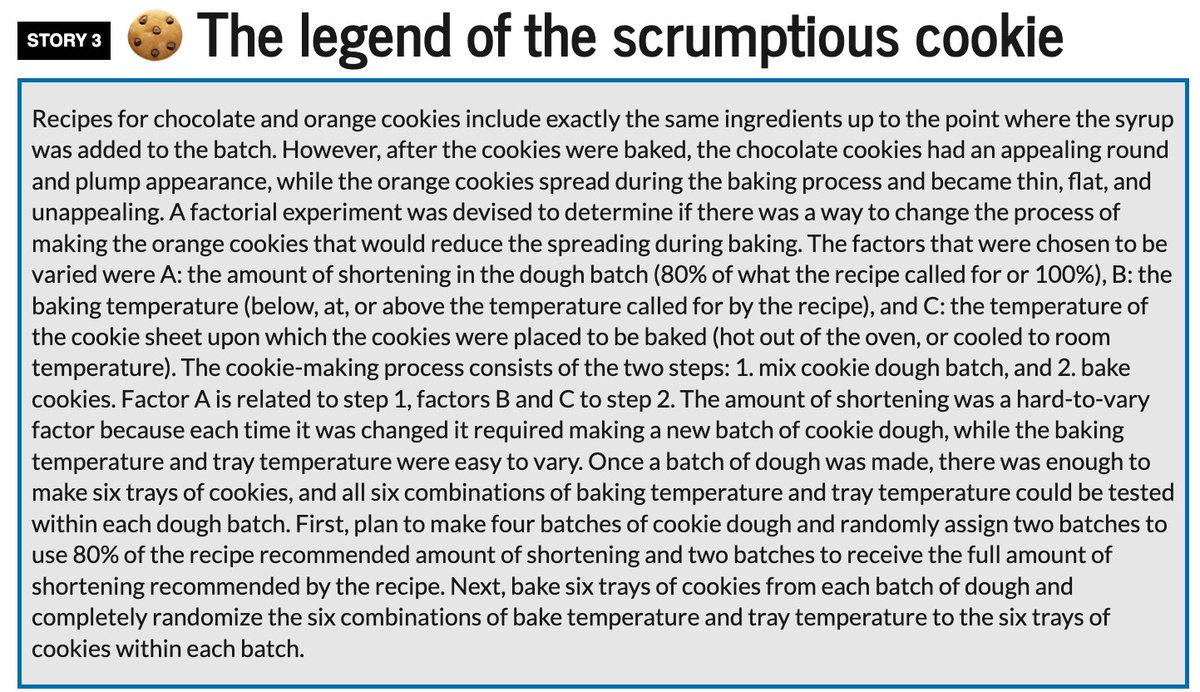 STORY 3 The legend of the scrumptious cookie
Recipes for chocolate and orange cookies include exactly the same ingredients up to the point where the syrup
was added to the batch. However, after the cookies were baked, the chocolate cookies had an appealing round
and plump appearance, while the orange cookies spread during the baking process and became thin, flat, and
unappealing. A factorial experiment was devised to determine if there was a way to change the process of
making the orange cookies that would reduce the spreading during baking. The factors that were chosen to be
varied were A: the amount of shortening in the dough batch (80% of what the recipe called for or 100%), B: the
baking temperature (below, at, or above the temperature called for by the recipe), and C: the temperature of
the cookie sheet upon which the cookies were placed to be baked (hot out of the oven, or cooled to room
temperature). The cookie-making process consists of the two steps: 1. mix cookie dough batch, and 2. bake
cookies. Factor A is related to step 1, factors B and C to step 2. The amount of shortening was a hard-to-vary
factor because each time it was changed it required making a new batch of cookie dough, while the baking
temperature and tray temperature were easy to vary. Once a batch of dough was made, there was enough to
make six trays of cookies, and all six combinations of baking temperature and tray temperature could be tested
within each dough batch. First, plan to make four batches of cookie dough and randomly assign two batches to
use 80% of the recipe recommended amount of shortening and two batches to receive the full amount of
shortening recommended by the recipe. Next, bake six trays of cookies from each batch of dough and
completely randomize the six combinations of bake temperature and tray temperature to the six trays of
cookies within each batch.